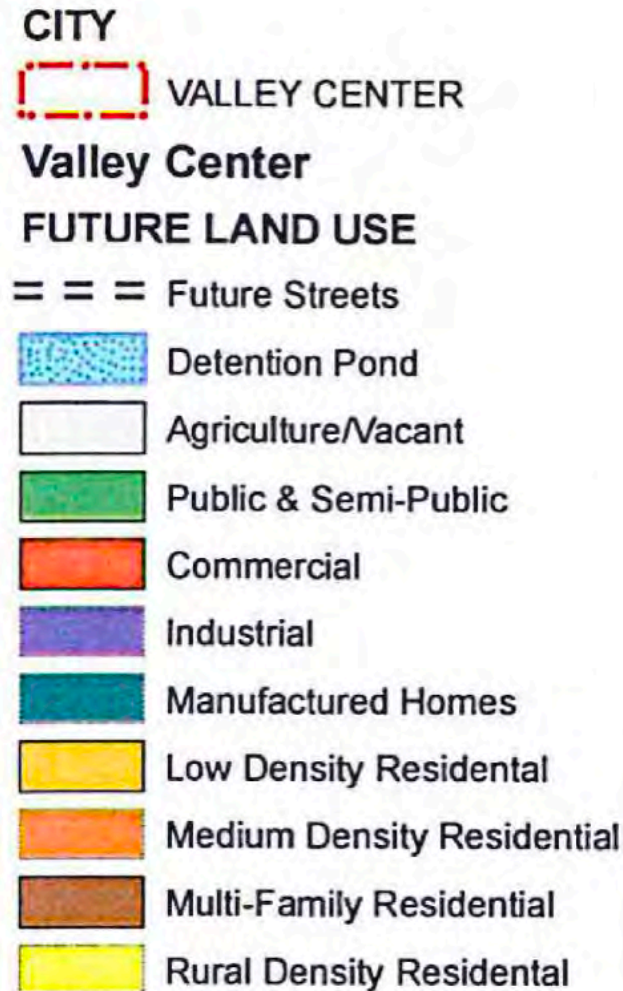 CITY
VALLEY CENTER
Valley Center
FUTURE LAND USE
Future Streets
Detention Pond
Agriculture/Vacant
Public & Semi-Public
Commercial
Industrial
Manufactured Homes
Low Density Residental
Medium Density Residential
Multi-Family Residential
Rural Density Residental